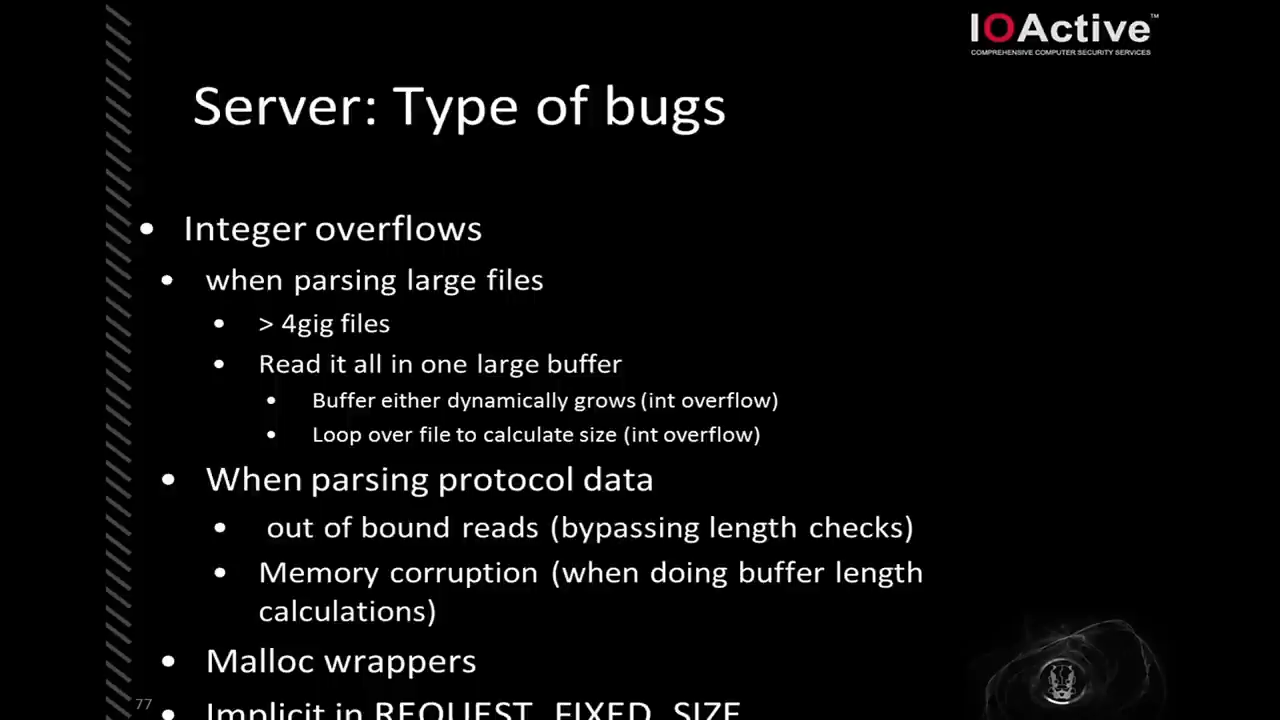 IOActive™
COMPREHENSIVE COMPUTER SECURITY SERVICES
Server: Type of bugs
• Integer overflows
• when parsing large files
• > 4gig files
• Read it all in one large buffer
• Buffer either dynamically grows (int overflow)
• Loop over file to calculate size (int overflow)
• When parsing protocol data
• out of bound reads (bypassing length checks)
• Memory corruption (when doing buffer length
calculations)
• Malloc wrappers
77
• Implicit in REQUEST_FIXED_SIZE